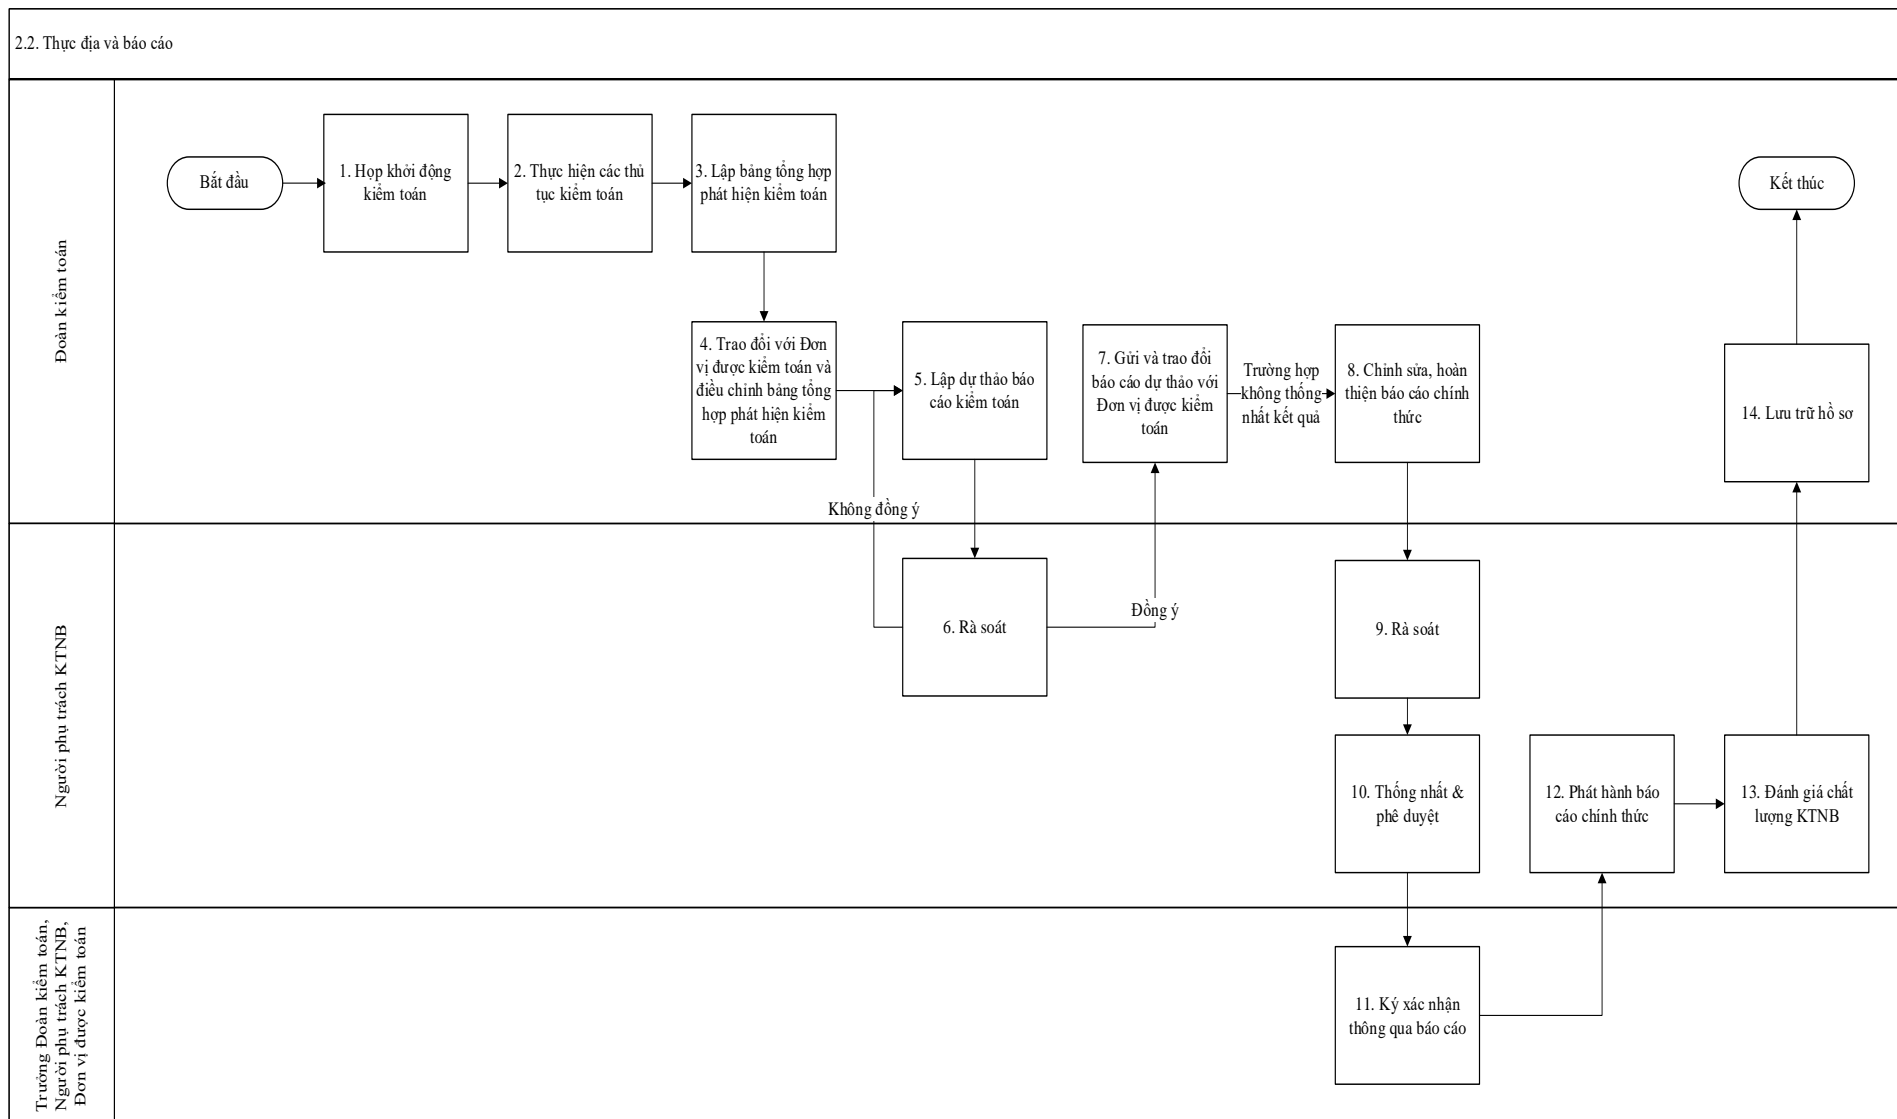 2.2. Thực địa và báo cáo
Đoàn kiểm toán
Bắt đầu
1. Họp khởi động
kiểm toán
2. Thực hiện các thủ
tục kiểm toán
3. Lập bảng tổng hợp
phát hiện kiểm toán
Kết thúc
4. Trao đổi với Đơn
vị được kiểm toán và
điều chỉnh bảng tổng
hợp phát hiện kiểm
toán
5. Lập dự thảo báo
cáo kiểm toán
7. Gửi và trao đổi
báo cáo dự thảo với
Đơn vị được kiểm
toán
Trường hợp
không thống
nhất kết quả
8. Chỉnh sửa, hoàn
thiện báo cáo chính
thức
14. Lưu trữ hồ sơ
Không đồng ý
Người phụ trách KTNB
6. Rà soát
Đồng ý
9. Rà soát
10. Thống nhất &
phê duyệt
12. Phát hành báo
cáo chính thức
13. Đánh giá chất
lượng KTNB
Trưởng Đoàn kiểm toán,
Người phụ trách KTNB,
Đơn vị được kiểm toán
11. Ký xác nhận
thông qua báo cáo